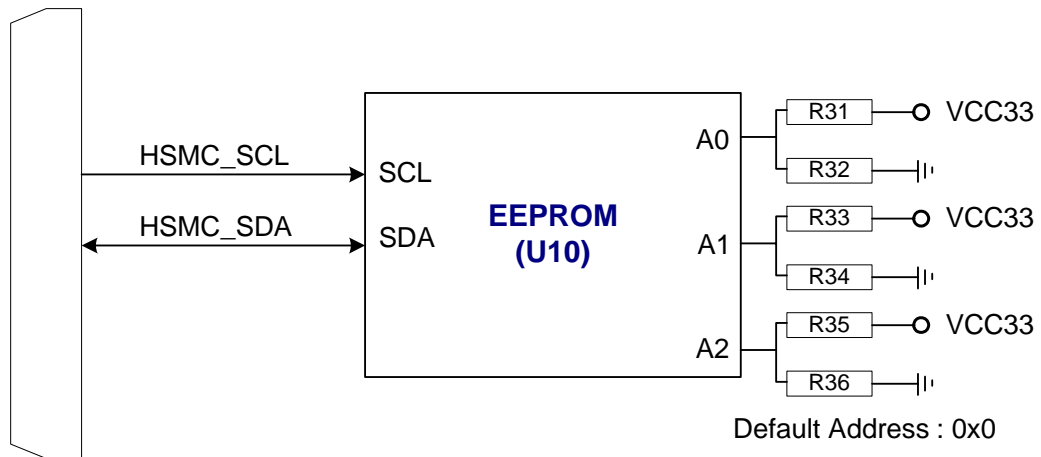 HSMC_SCL
HSMC_SDA
SCL
SDA
EEPROM
(U10)
A0
A1
A2
R31
VCC33
R32
R33
VCC33
R34
R35
VCC33
R36
Default Address : 0x0